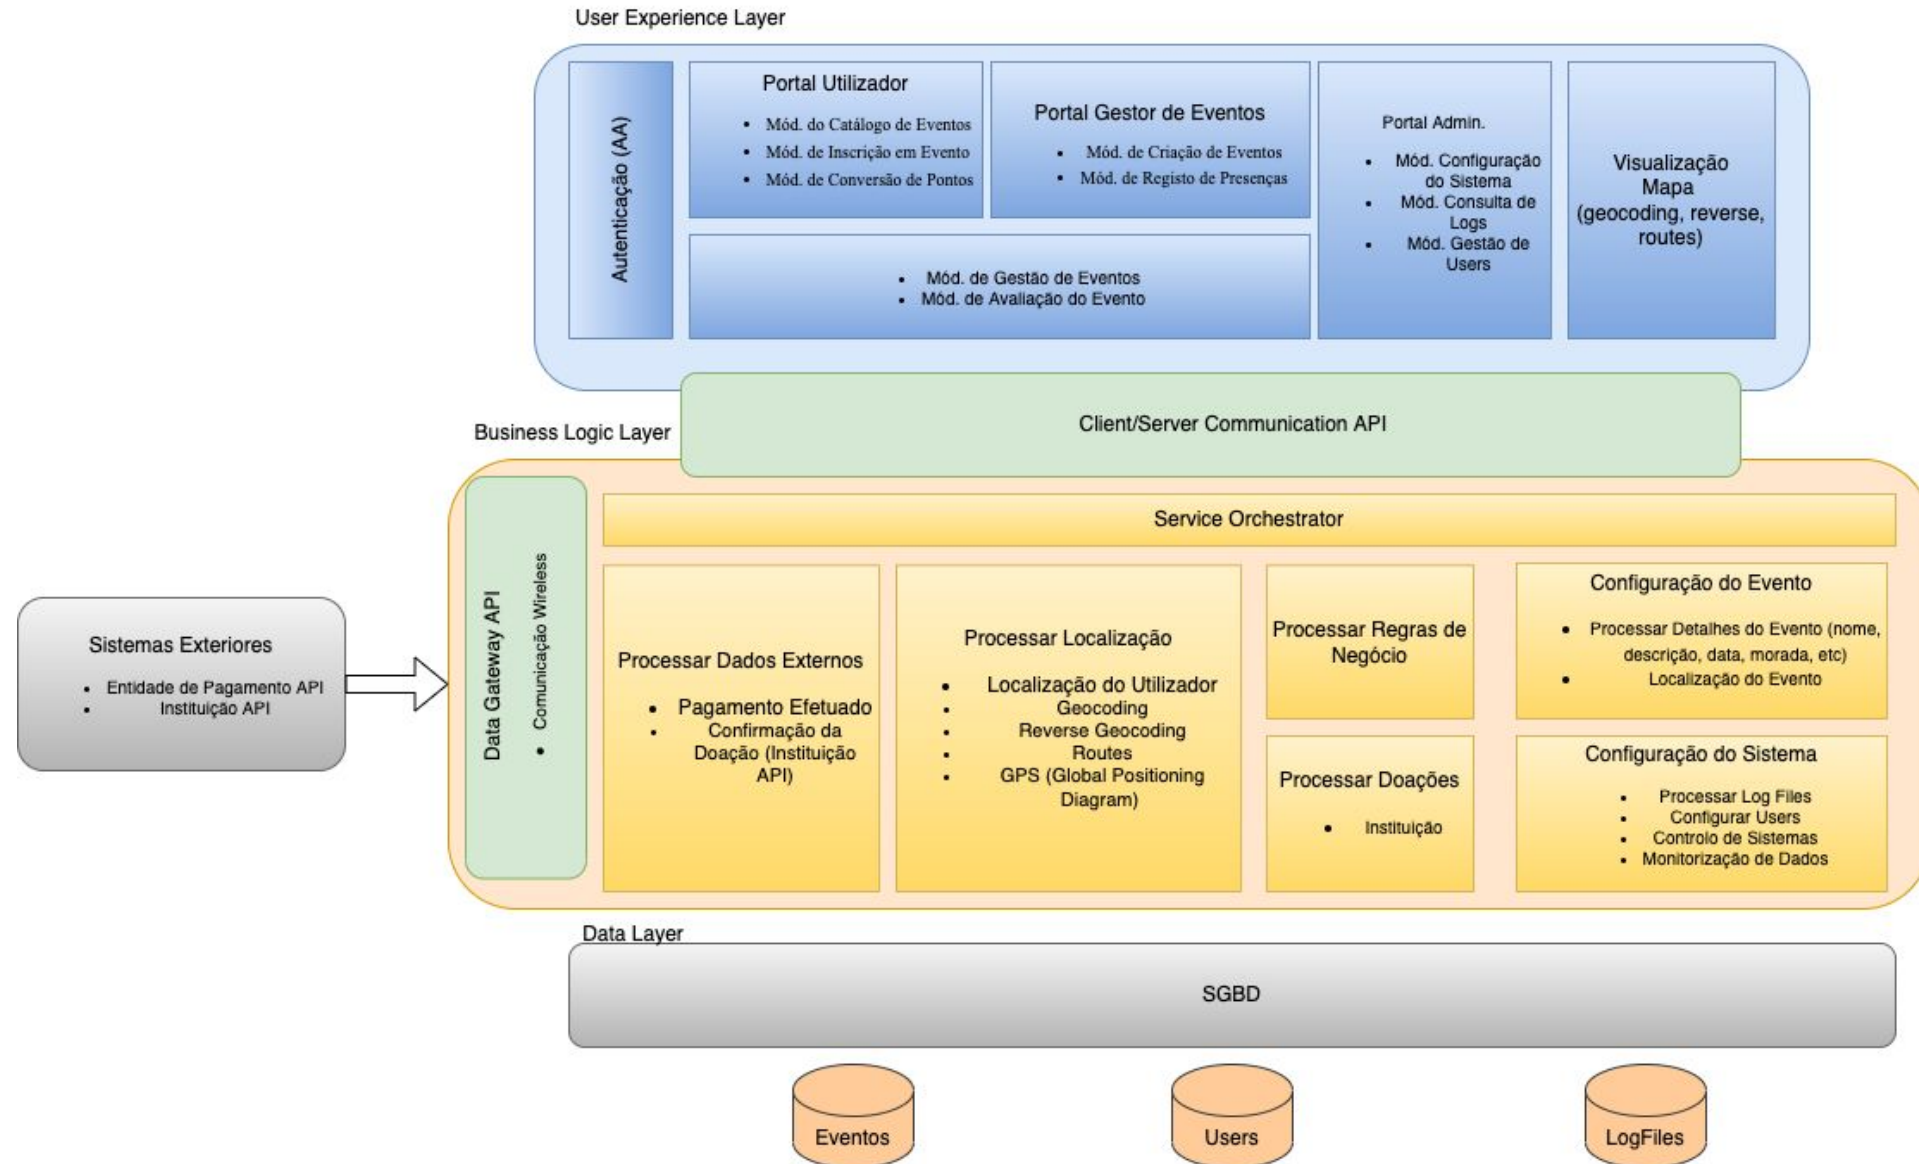 User Experience Layer
Autenticação (AA)
Portal Utilizador
• Mód. do Catálogo de Eventos
• Mód. de Inscrição em Evento
• Mód. de Conversão de Pontos
Portal Gestor de Eventos
• Mód. de Criação de Eventos
• Mód. de Registo de Presenças
• Mód. de Gestão de Eventos
• Mód. de Avaliação do Evento
Portal Admin.
• Mód. Configuração
do Sistema
• Mód. Consulta de
Logs
• Mód. Gestão de
Users
Visualização
Mapa
(geocoding, reverse,
routes)
Client/Server Communication API
Business Logic Layer
Sistemas Exteriores
• Entidade de Pagamento API
• Instituição API
Data Gateway API
• Comunicação Wireless
Service Orchestrator
Processar Dados Externos
• Pagamento Efetuado
• Confirmação da
Doação (Instituição
API)
Processar Localização
• Localização do Utilizador
• Geocoding
• Reverse Geocoding
• Routes
• GPS (Global Positioning
Diagram)
Processar Regras de
Negócio
Processar Doações
• Instituição
Configuração do Evento
• Processar Detalhes do Evento (nome,
descrição, data, morada, etc)
• Localização do Evento
Configuração do Sistema
• Processar Log Files
• Configurar Users
• Controlo de Sistemas
• Monitorização de Dados
Data Layer
SGBD
Eventos
Users
LogFiles